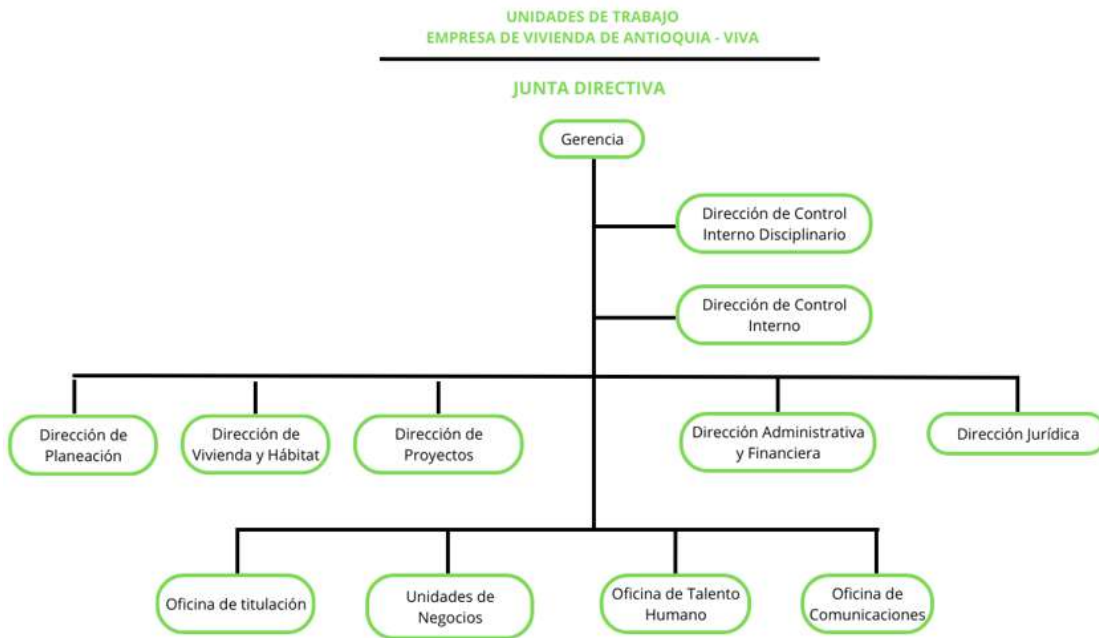 UNIDADES DE TRABAJO
EMPRESA DE VIVIENDA DE ANTIOQUIA - VIVA
JUNTA DIRECTIVA
Gerencia
Dirección de Control
Interno Disciplinario
Dirección de Control
Interno
Dirección de
Planeación
Dirección de
Vivienda y Hábitat
Dirección de
Proyectos
Dirección Administrativa
y Financiera
Dirección Jurídica
Oficina de titulación
Unidades de
Negocios
Oficina de Talento
Humano
Oficina de
Comunicaciones